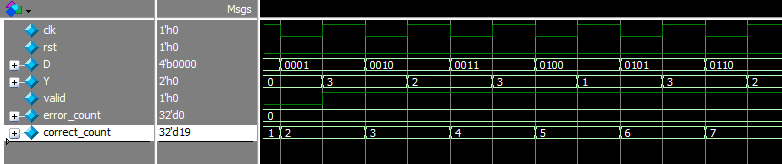 Msgs
clk 1'h0
rst 1'h0
D 4'b0000 0001 0010 0011 0100 0101 0110
Y 2'h0 0 3 2 3 1 3 2
valid 1'h0
error_count 32'd0 0
correct_count 32'd19 1 2 3 4 5 6 7